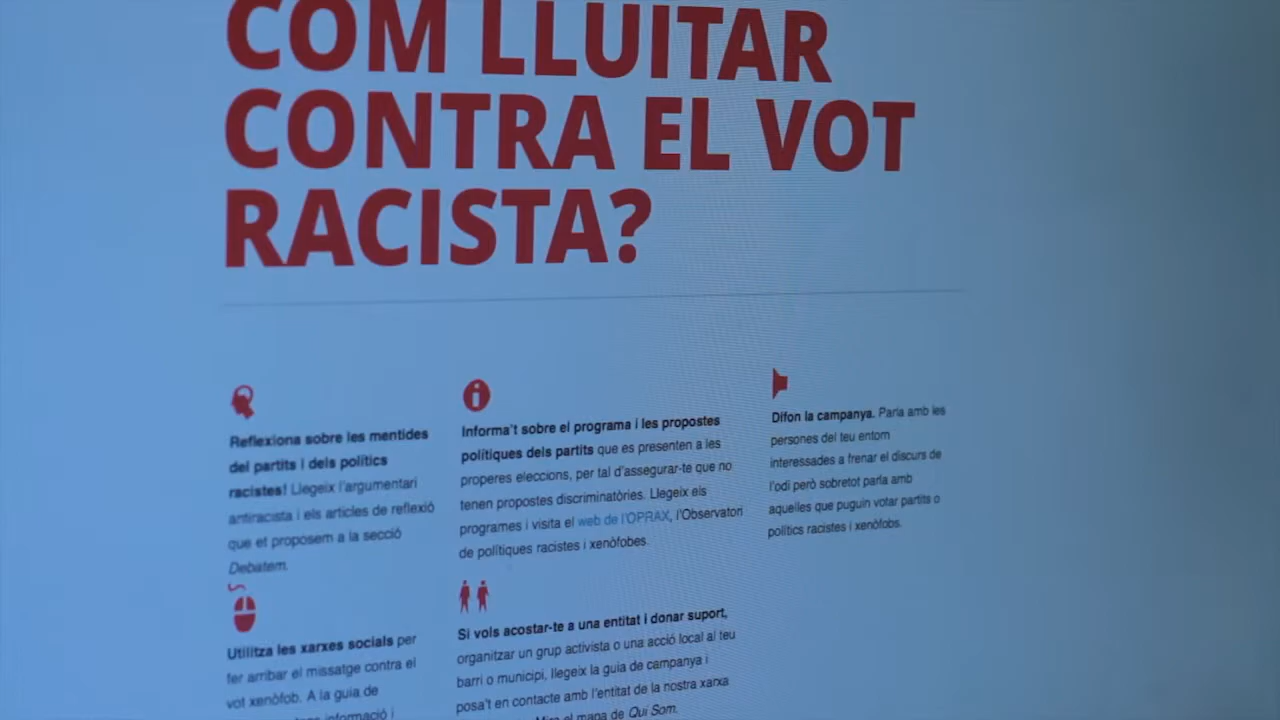 COM LLUITAR
CONTRA EL VOT
RACISTA?
Reflexiona sobre les mentides
del partits i dels polítics
racistes! Llegeix l'argumentari
antiracista i els articles de reflexió
que et proposem a la secció
Debatem.
Informa't sobre el programa i les propostes
polítiques dels partits que es presenten a les
properes eleccions, per tal d'assegurar-te que no
tenen propostes discriminatòries. Llegeix els
programes i visita el web de l'OPRAX, l'Observatori
de polítiques racistes i xenòfobes.
Difon la campanya. Parla amb les
persones del teu entorn
interessades a frenar el discurs de
l'odi però sobretot parla amb
aquelles que puguin votar partits o
polítics racistes i xenòfobs.
Utilitza les xarxes socials per
fer arribar el missatge contra el
vot xenòfob. A la guia de
informació i
Si vols acostar-te a una entitat i donar suport,
organitzar un grup activista o una acció local al teu
barri o municipi, llegeix la guia de campanya i
posa't en contacte amb l'entitat de la nostra xarxa
Mira el mapa de Qui Som.